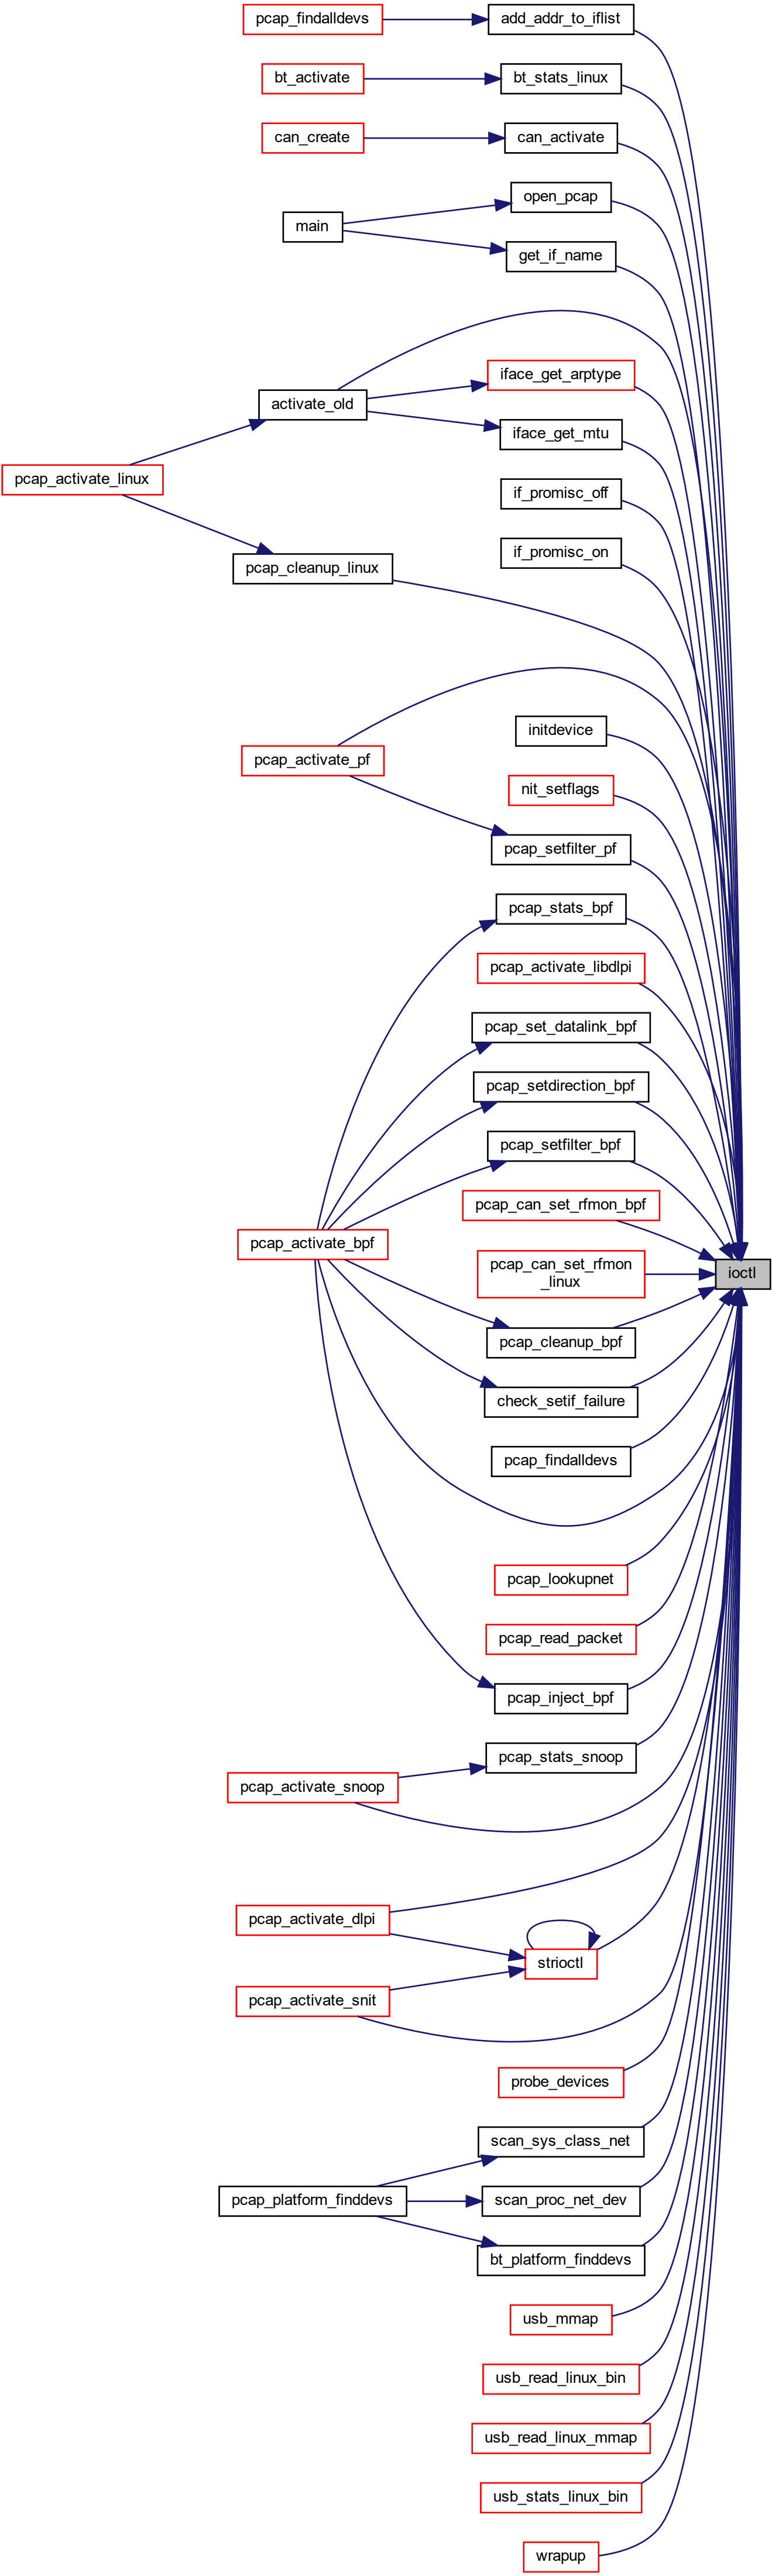 pcap_findalldevs
add_addr_to_iflist
bt_activate
bt_stats_linux
can_create
can_activate
open_pcap
main
get_if_name
iface_get_arptype
activate_old
iface_get_mtu
pcap_activate_linux
if_promisc_off
if_promisc_on
pcap_cleanup_linux
initdevice
pcap_activate_pf
nit_setflags
pcap_setfilter_pf
pcap_stats_bpf
pcap_activate_libdlpi
pcap_set_datalink_bpf
pcap_setdirection_bpf
pcap_setfilter_bpf
pcap_can_set_rfmon_bpf
pcap_activate_bpf
ioctl
pcap_can_set_rfmon
_linux
pcap_cleanup_bpf
check_setif_failure
pcap_findalldevs
pcap_lookupnet
pcap_read_packet
pcap_inject_bpf
pcap_stats_snoop
pcap_activate_snoop
pcap_activate_dlpi
strioctl
pcap_activate_snit
probe_devices
scan_sys_class_net
pcap_platform_finddevs
scan_proc_net_dev
bt_platform_finddevs
usb_mmap
usb_read_linux_bin
usb_read_linux_mmap
usb_stats_linux_bin
wrapup